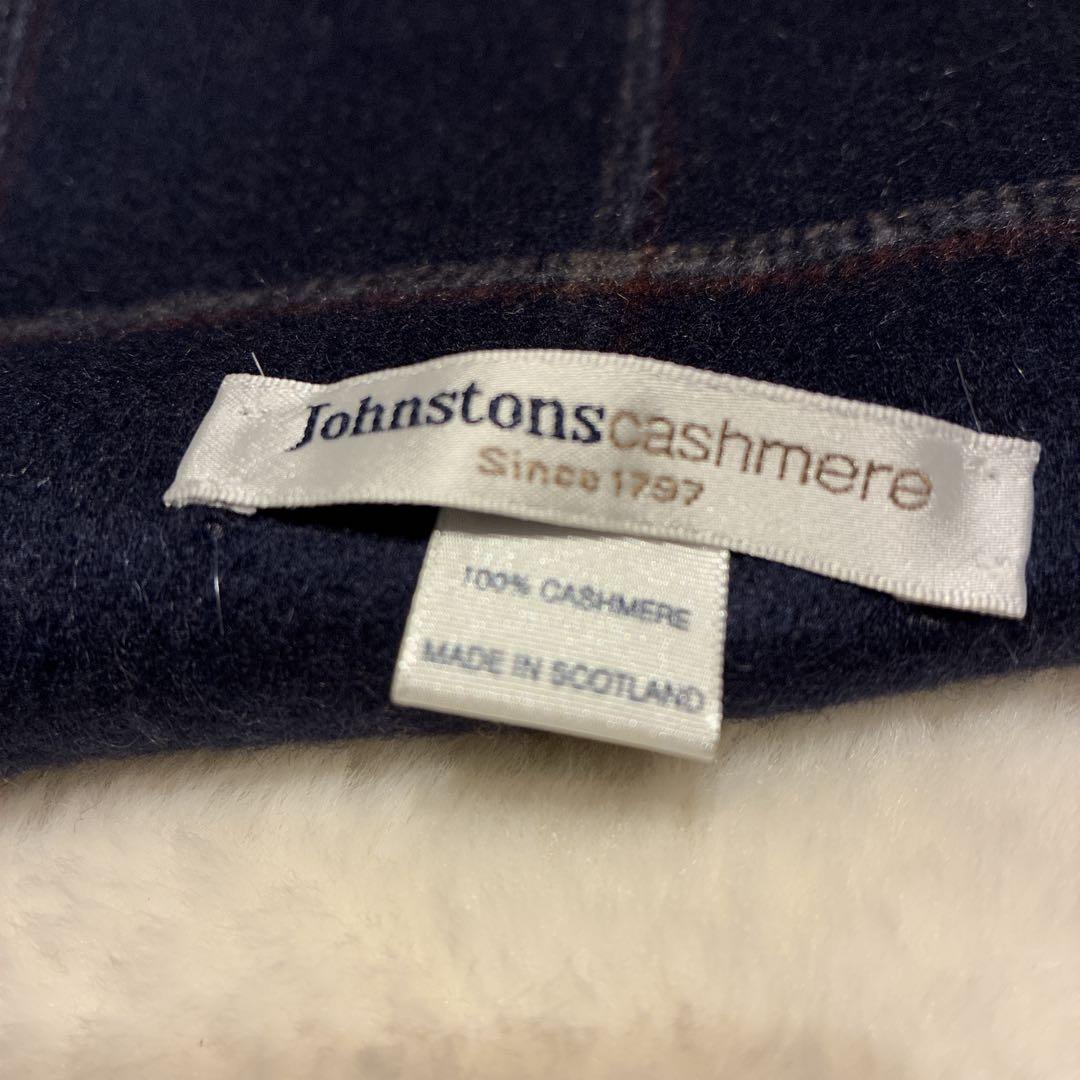 Johnstonscashmere
Since 1797
100% CASHMERE
MADE IN SCOTLAND